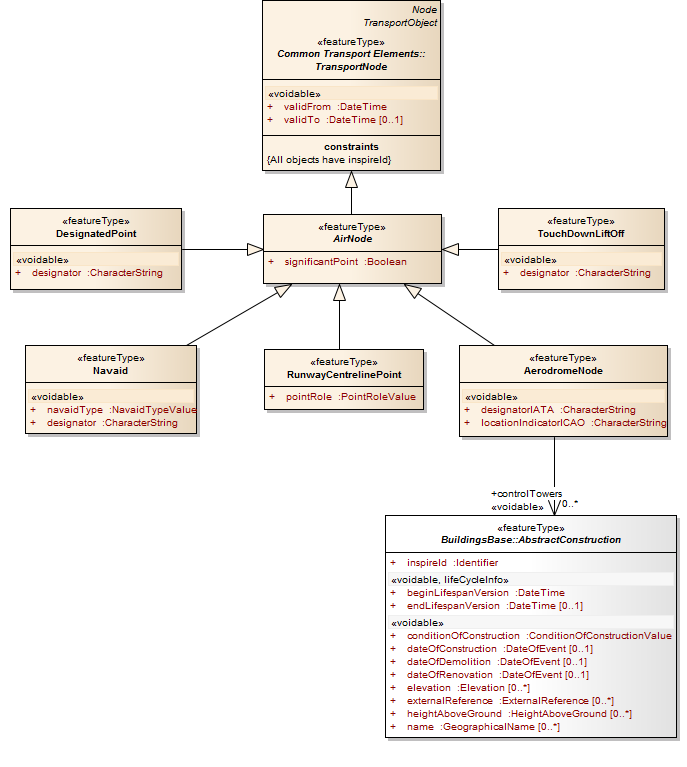 Node
TransportObject
«featureType»
Common Transport Elements::
TransportNode
«voidable»
+ validFrom :DateTime
+ validTo :DateTime [0..1]
constraints
{All objects have inspireId}
«featureType»
DesignatedPoint
«voidable»
+ designator :CharacterString
«featureType»
AirNode
+ significantPoint :Boolean
«featureType»
TouchDownLiftOff
«voidable»
+ designator :CharacterString
«featureType»
Navaid
«voidable»
+ navaidType :NavaidTypeValue
+ designator :CharacterString
«featureType»
RunwayCentrelinePoint
+ pointRole :PointRoleValue
«featureType»
AerodromeNode
«voidable»
+ designatorIATA :CharacterString
+ locationIndicatorICAO :CharacterString
+controlTowers
«voidable» 0..*
«featureType»
BuildingsBase::AbstractConstruction
+ inspireId :Identifier
«voidable, lifeCycleInfo»
+ beginLifespanVersion :DateTime
+ endLifespanVersion :DateTime [0..1]
«voidable»
+ conditionOfConstruction :ConditionOfConstructionValue
+ dateOfConstruction :DateOfEvent [0..1]
+ dateOfDemolition :DateOfEvent [0..1]
+ dateOfRenovation :DateOfEvent [0..1]
+ elevation :Elevation [0..*]
+ externalReference :ExternalReference [0..*]
+ heightAboveGround :HeightAboveGround [0..*]
+ name :GeographicalName [0..*]